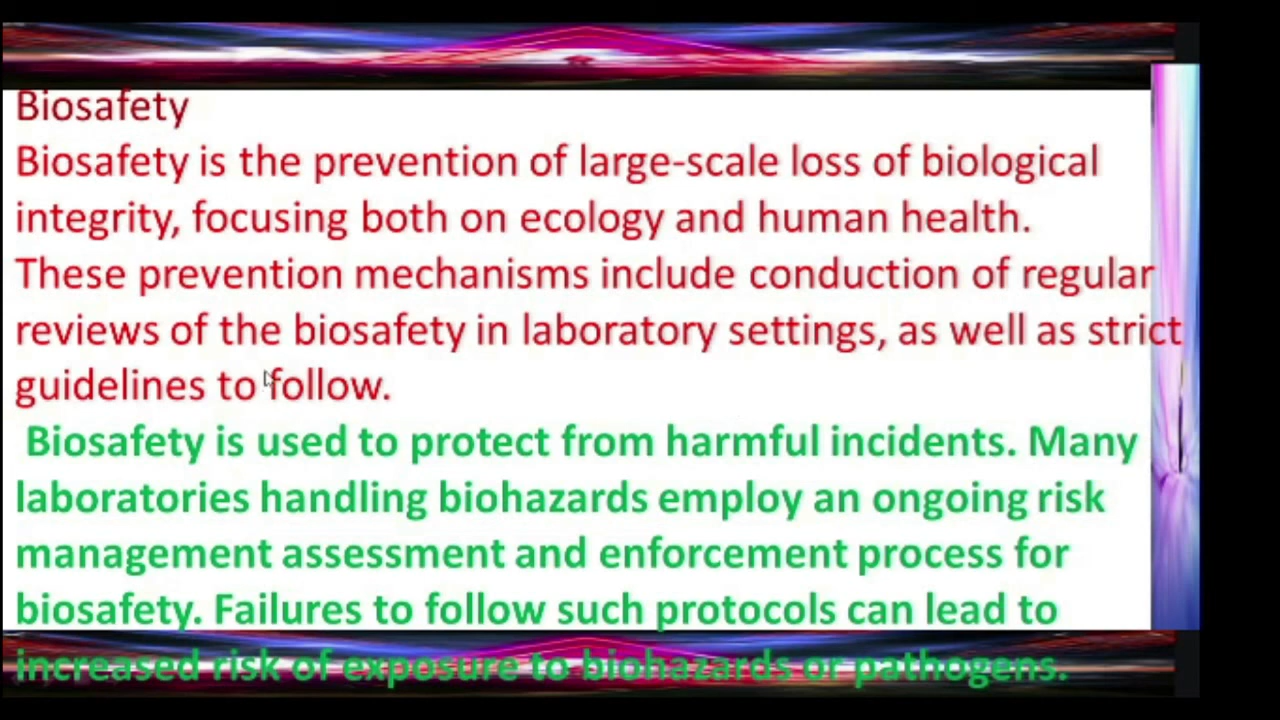 Biosafety
Biosafety is the prevention of large-scale loss of biological
integrity, focusing both on ecology and human health.
These prevention mechanisms include conduction of regular
reviews of the biosafety in laboratory settings, as well as strict
guidelines to follow.
Biosafety is used to protect from harmful incidents. Many
laboratories handling biohazards employ an ongoing risk
management assessment and enforcement process for
biosafety. Failures to follow such protocols can lead to
increased risk of exposure to biohazards or pathogens.